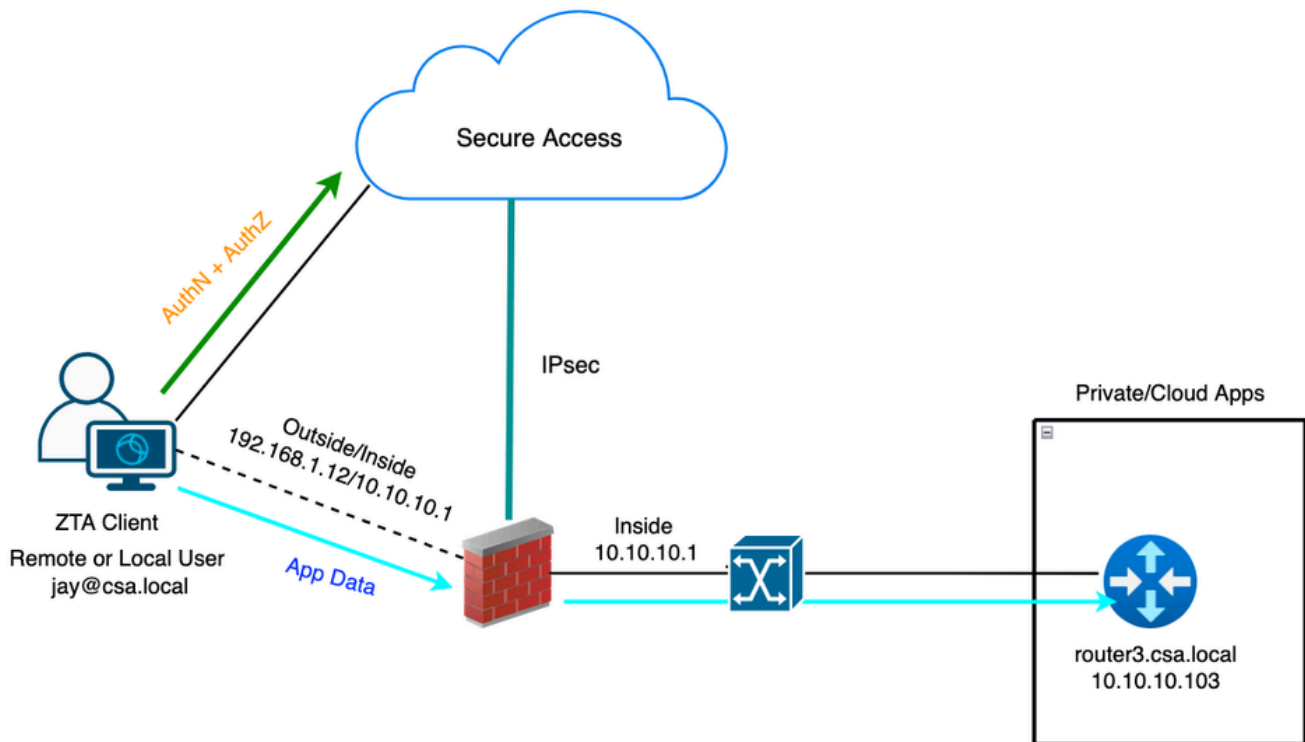 Secure Access
AuthN + AuthZ
IPsec
Private/Cloud Apps
Outside/Inside
192.168.1.12/10.10.10.1
ZTA Client
Remote or Local User
jay@csa.local
App Data
Inside
10.10.10.1
router3.csa.local
10.10.10.103